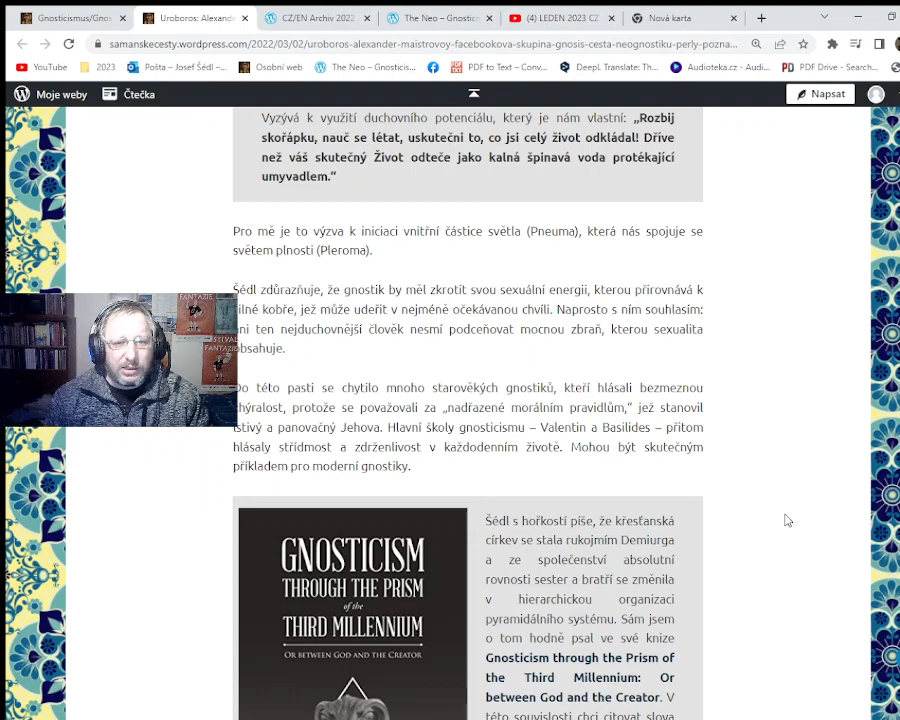 Gnosticismus/Gnos
Uroboros: Alexande
CZ/EN Archiv 2022
The Neo – Gnostice
(4) LEDEN 2023 CZ
Nová karta
samanskecesty.wordpress.com/2022/03/02/uroboros-alexander-maistrovoy-facebookova-skupina-gnosis-cesta-neognostiku-perly-pozna...
YouTube
2023
Pošta – Josef Šédl –...
Osobní web
The Neo – Gnosticis...
PDF to Text – Conv...
DeepL Translate: Th...
Audioteka.cz - Audi...
PDF Drive - Search...
Moje weby
Čtečka
Napsat
Vyzývá k využití duchovního potenciálu, který je nám vlastní: „Rozbij
skořápku, nauč se létat, uskuteční to, co jsi celý život odkládal! Dříve
než váš skutečný Život odteče jako kalná špinavá voda protékající
umyvadlem.“
Pro mě je to výzva k iniciaci vnitřní částice světla (Pneuma), která nás spojuje se
světem plnosti (Pleroma).
Šédl zdůrazňuje, že gnostik by měl zkrotit svou sexuální energii, kterou přirovnává k
ilné kobře, jež může udeřit v nejméně očekávanou chvíli. Naprosto s ním souhlasím:
ni ten nejduchovnější člověk nesmí podceňovat mocnou zbraň, kterou sexualita
obsahuje.
Do této pasti se chytilo mnoho starověkých gnostiků, kteří hlásali bezmeznou
hýralost, protože se považovali za „nadřazené morálním pravidlům,“ jež stanovil
stivý a panovačný Jehova. Hlavní školy gnosticismu – Valentin a Basilides – přitom
hlásaly střídmost a zdrženlivost v každodenním životě. Mohou být skutečným
příkladem pro moderní gnostiky.
FANTAZIE
FESTIVAL
FANTAZIE
GNOSTICISM
THROUGH THE PRISM
of the
THIRD MILLENNIUM
OR BETWEEN GOD AND THE CREATOR
Šédl s hořkostí píše, že křesťanská
církev se stala rukojmím Demiurga
a ze společenství absolutní
rovnosti sester a bratří se změnila
v hierarchickou organizaci
pyramidálního systému. Sám jsem
o tom hodně psal ve své knize
Gnosticism through the Prism of
the Third Millennium: Or
between God and the Creator. V
této souvislosti chci citovat slova